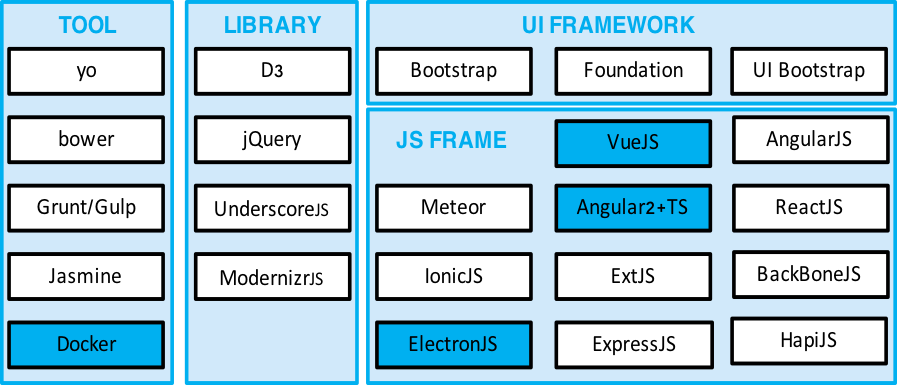 TOOL
yo
bower
Grunt/Gulp
Jasmine
Docker
LIBRARY
D3
jQuery
UnderscoreJS
ModernizrJS
UI FRAMEWORK
Bootstrap
Foundation
UI Bootstrap
JS FRAME
VueJS
AngularJS
Meteor
Angular2+TS
ReactJS
IonicJS
ExtJS
BackBoneJS
ElectronJS
ExpressJS
HapiJS